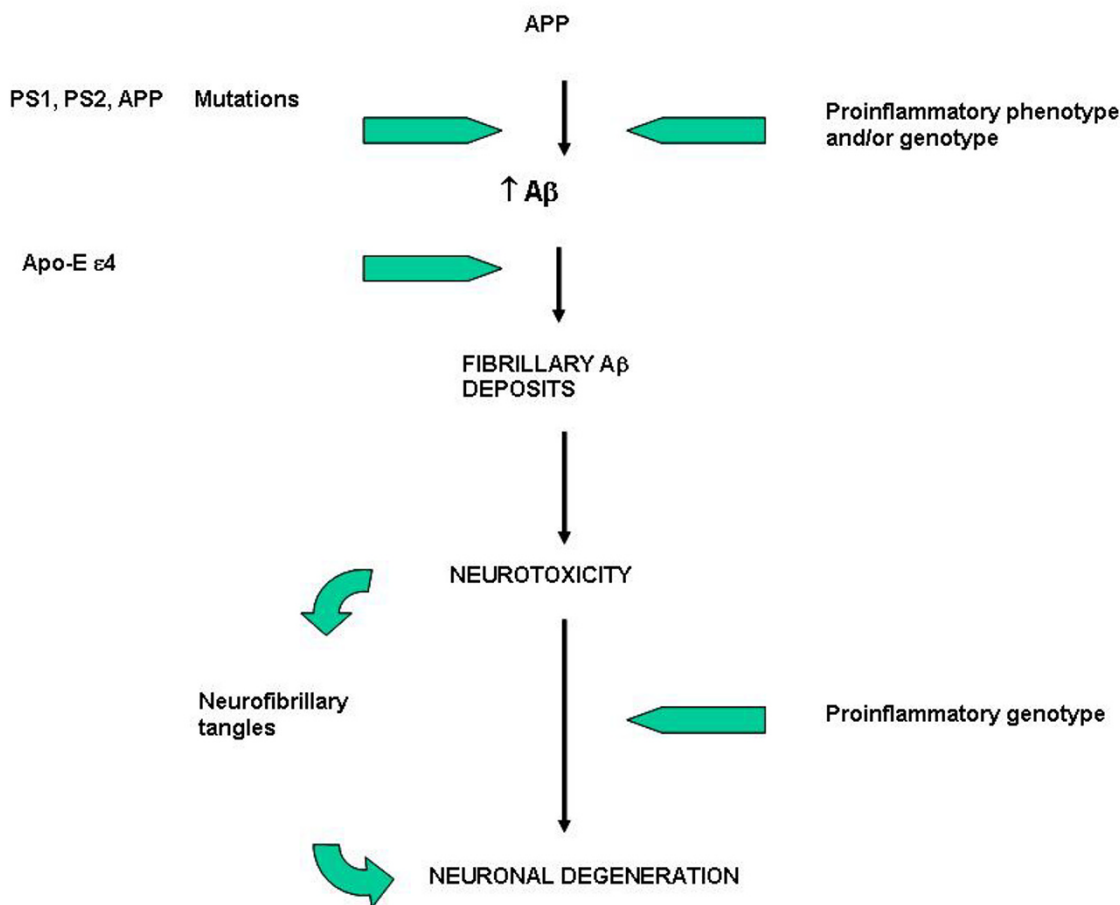 APP
PS1, PS2, APP Mutations
Proinflammatory phenotype
and/or genotype
↑ Aβ
Apo-E ε4
FIBRILLARY Aβ
DEPOSITS
NEUROTOXICITY
Neurofibrillary
tangles
Proinflammatory genotype
NEURONAL DEGENERATION